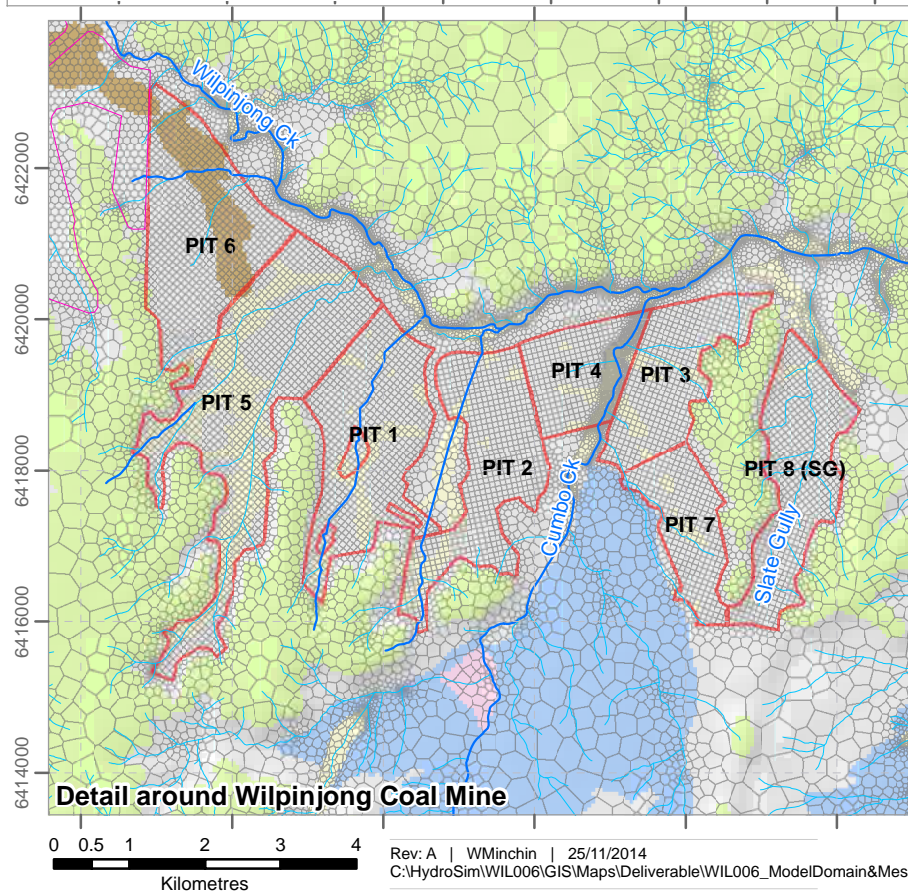 Wilpinjong Ck
6422000
PIT 6
6420000
PIT 4
PIT 3
PIT 5
PIT 1
6418000
PIT 2
PIT 8 (SG)
Cumbo Ck
PIT 7
Slate Gully
6416000
6414000
Detail around Wilpinjong Coal Mine
0 0.5 1 2 3 4
Kilometres
Rev: A | WMinchin | 25/11/2014
C:\HydroSim\WIL006\GIS\Maps\Deliverable\WIL006_ModelDomain&Mes